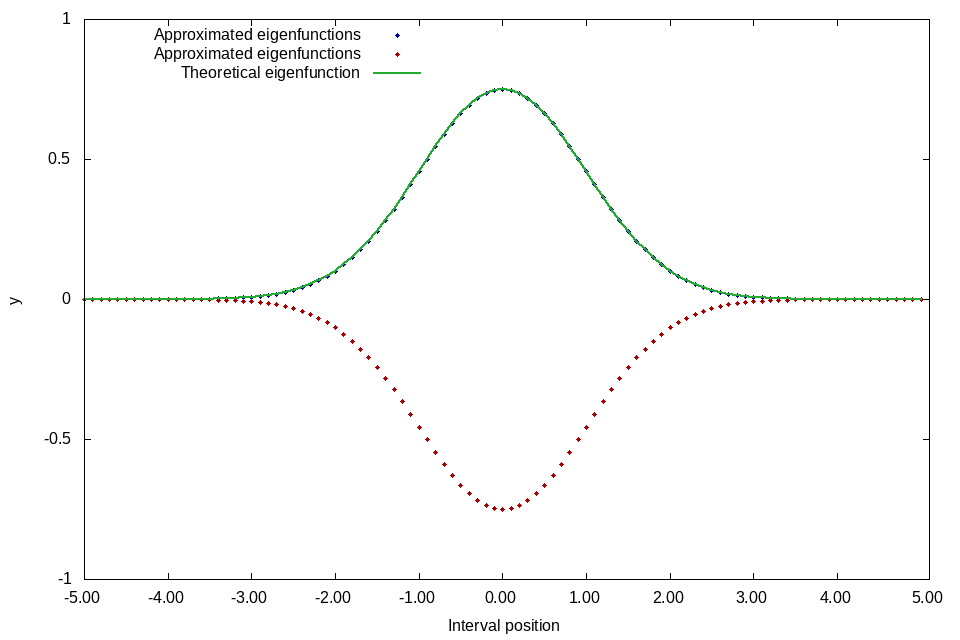 Approximated eigenfunctions
Approximated eigenfunctions
Theoretical eigenfunction
1
0.5
0
-0.5
-1
y
-5.00 -4.00 -3.00 -2.00 -1.00 0.00 1.00 2.00 3.00 4.00 5.00
Interval position